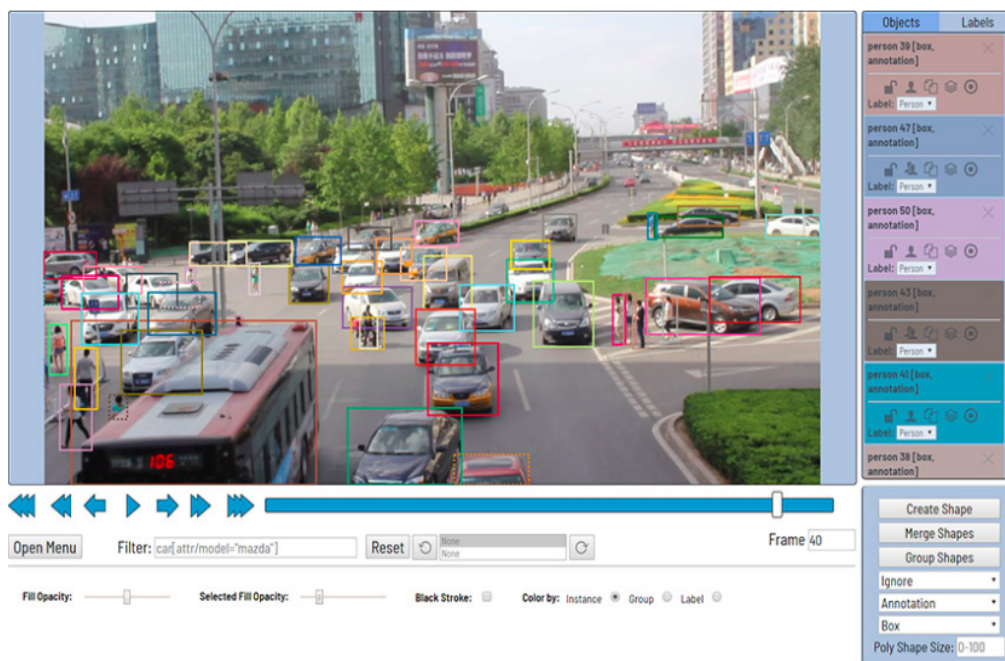 Objects
Labels
person 39 [box,
annotation]
Label: Person
person 47 [box,
annotation]
Label: Person
person 50 [box,
annotation]
Label: Person
person 43 [box,
annotation]
Label: Person
person 41 [box,
annotation]
Label: Person
person 38 [box,
annotation]
106
Open Menu
Filter: car[attr/model="mazda"]
Reset
None
None
Frame 40
Fill Opacity:
Selected Fill Opacity:
Black Stroke:
Color by: Instance Group Label
Create Shape
Merge Shapes
Group Shapes
Ignore
Annotation
Box
Poly Shape Size: 0-100